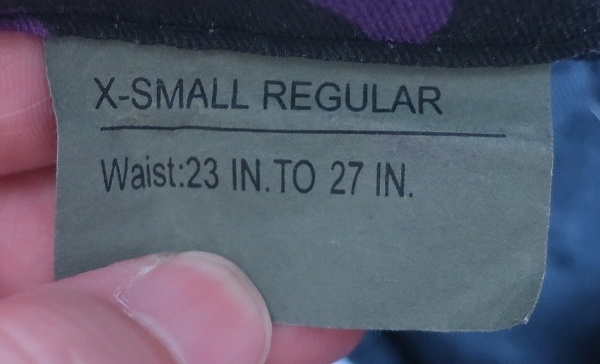 X-SMALL REGULAR
Waist:23 IN.TO 27 IN.